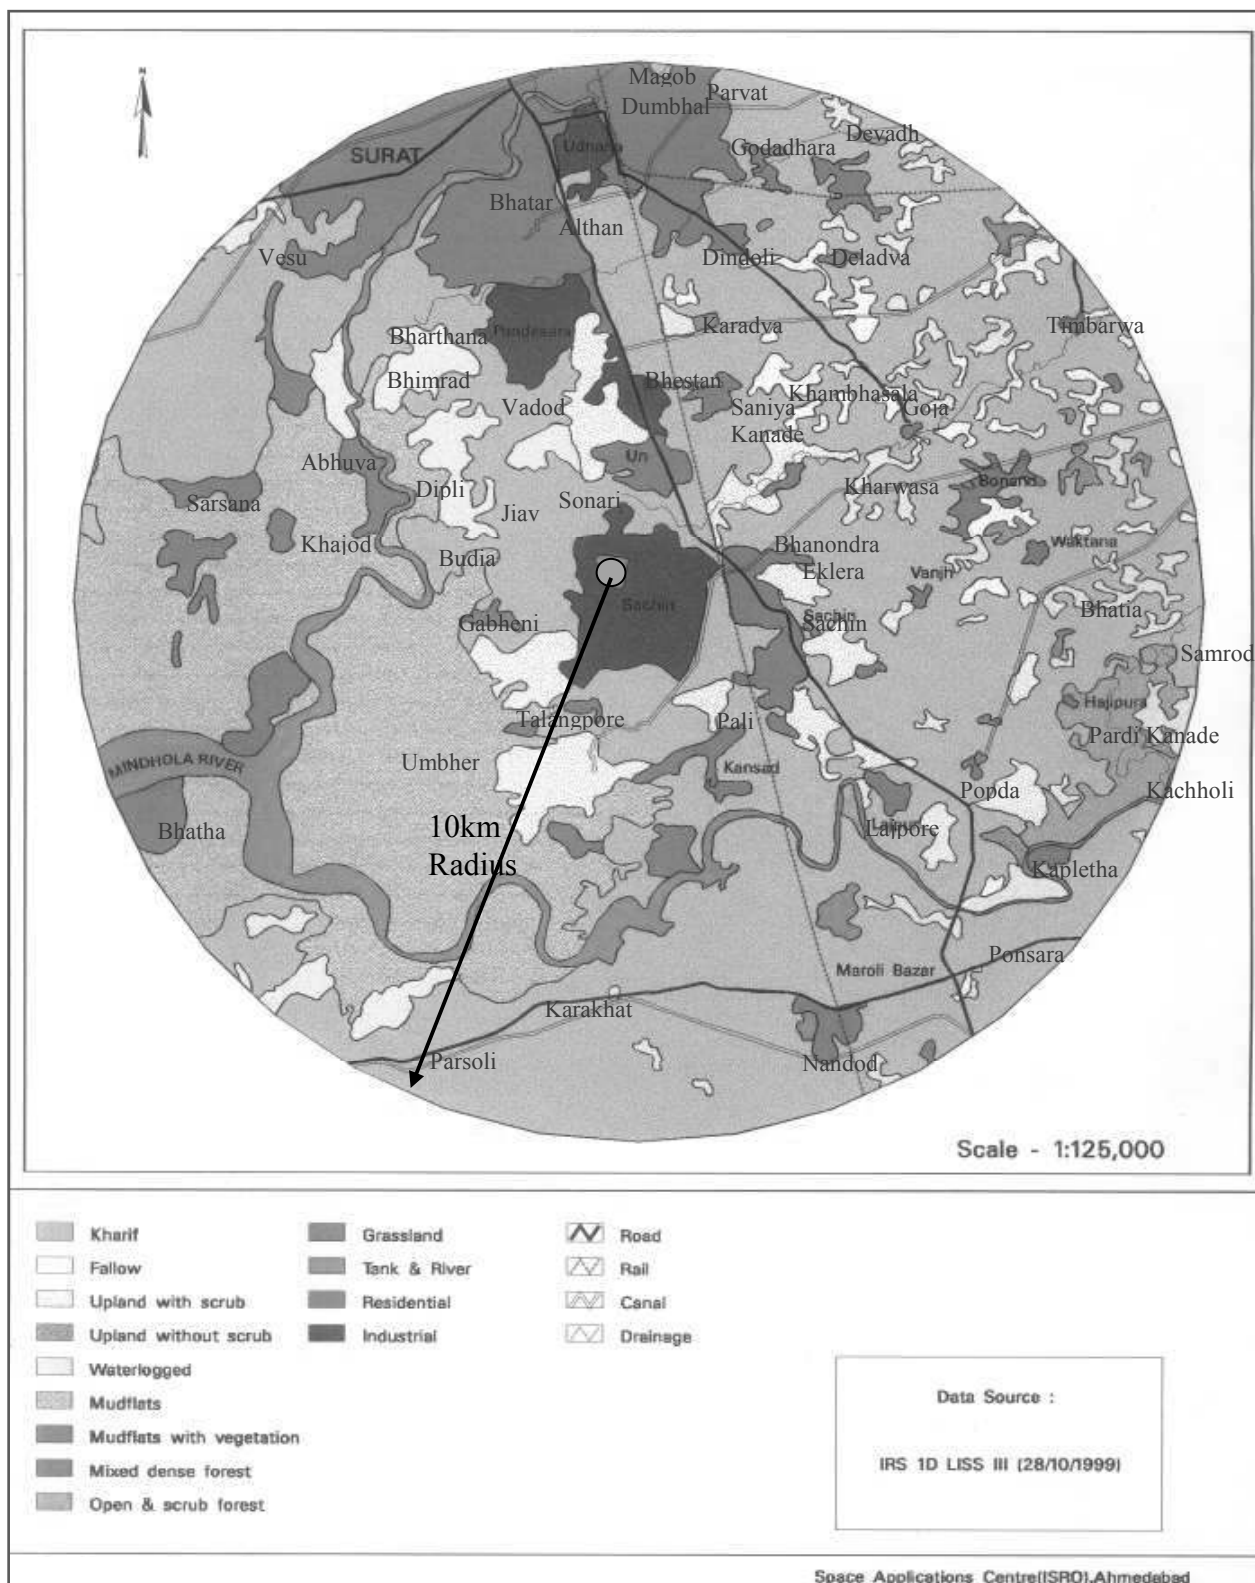 N
Magob
Parvat
Dumbhal
Devadh
Udhana
Godadhara
SURAT
Bhatar
Althan
Vesu
Dindoli
Deladva
Bharthana
Pandesara
Karadva
Timbarwa
Bhimrad
Bhestan
Khambhasala
Vadod
Saniya
Kanade
Goja
Un
Abhuva
Dipli
Sonari
Kharwasa
Bonand
Sarsana
Jiav
Khajod
Budia
Bhanondra
Waktana
Eklera
Vanjh
Sachin
Bhatia
Gabheni
Sachin
Sachin
Samrod
Hajipura
Talangpore
Pali
Pardi Kanade
MINDHOLA RIVER
Umbher
Kansad
Popda
Kachholi
Bhatha
10km
Radius
Lajpore
Kapletha
Ponsara
Maroli Bazar
Karakhat
Parsoli
Nandod
Scale - 1:125,000
Kharif
Fallow
Upland with scrub
Upland without scrub
Waterlogged
Mudflats
Mudflats with vegetation
Mixed dense forest
Open & scrub forest
Grassland
Tank & River
Residential
Industrial
Road
Rail
Canal
Drainage
Data Source :
IRS 1D LISS III (28/10/1999)
Space Applications Centre(ISRO),Ahmedabad